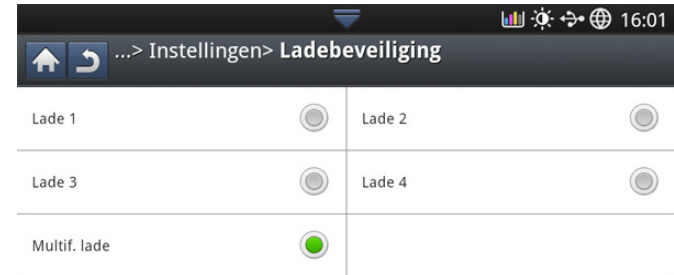 16:01
...> Instellingen> Ladebeveiliging
Lade 1
Lade 2
Lade 3
Lade 4
Multif. lade